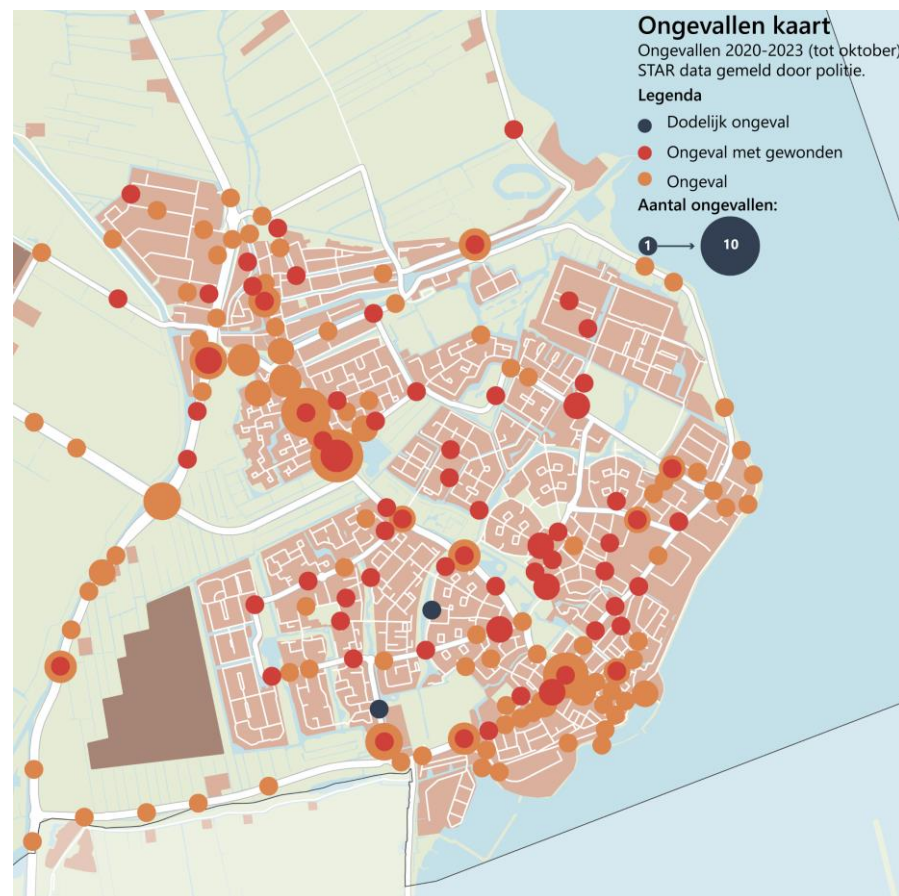 Ongevallen kaart
Ongevallen 2020-2023 (tot oktober)
STAR data gemeld door politie.
Legenda
Dodelijk ongeval
Ongeval met gewonden
Ongeval
Aantal ongevallen:
1 10